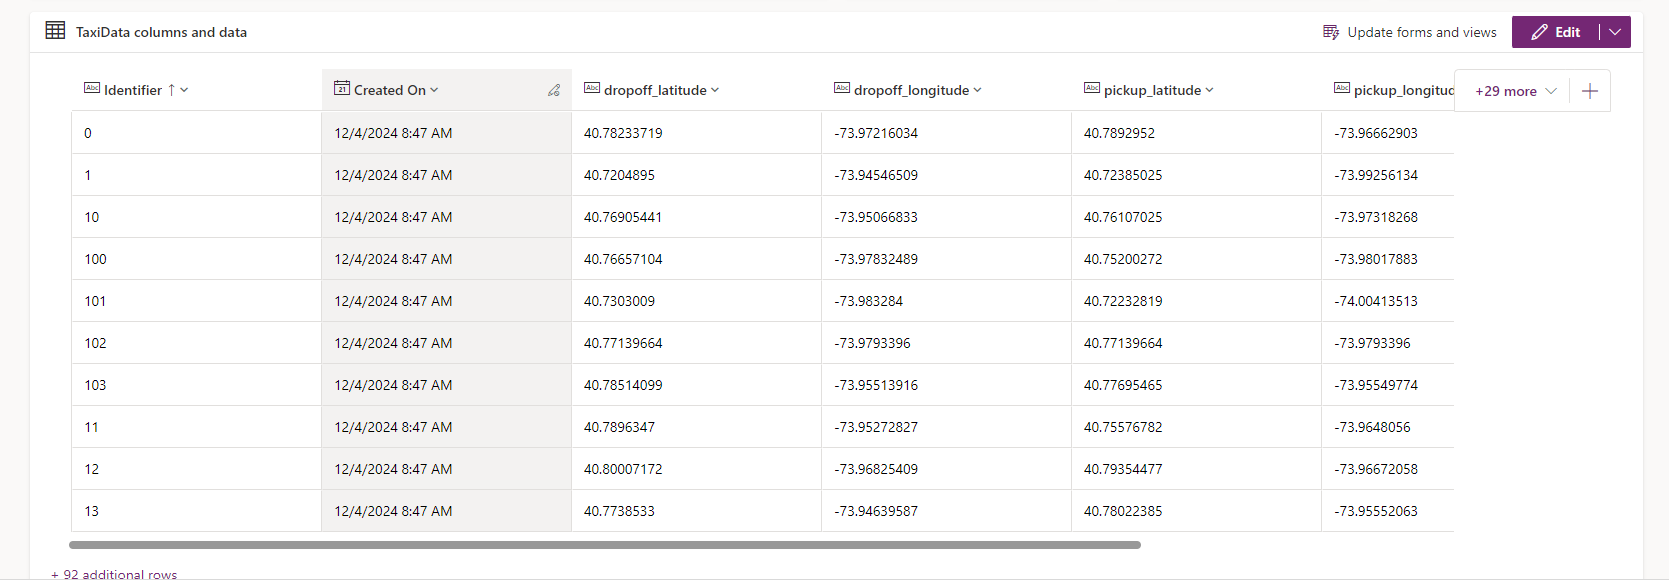 TaxiData columns and data Update forms and views Edit
Abc Identifier ↑ 21 Created On Abc dropoff_latitude Abc dropoff_longitude Abc pickup_latitude Abc pickup_longitud +29 more
0 12/4/2024 8:47 AM 40.78233719 -73.97216034 40.7892952 -73.96662903
1 12/4/2024 8:47 AM 40.7204895 -73.94546509 40.72385025 -73.99256134
10 12/4/2024 8:47 AM 40.76905441 -73.95066833 40.76107025 -73.97318268
100 12/4/2024 8:47 AM 40.76657104 -73.97832489 40.75200272 -73.98017883
101 12/4/2024 8:47 AM 40.7303009 -73.983284 40.72232819 -74.00413513
102 12/4/2024 8:47 AM 40.77139664 -73.9793396 40.77139664 -73.9793396
103 12/4/2024 8:47 AM 40.78514099 -73.95513916 40.77695465 -73.95549774
11 12/4/2024 8:47 AM 40.7896347 -73.95272827 40.75576782 -73.9648056
12 12/4/2024 8:47 AM 40.80007172 -73.96825409 40.79354477 -73.96672058
13 12/4/2024 8:47 AM 40.7738533 -73.94639587 40.78022385 -73.95552063
+ 92 additional rows